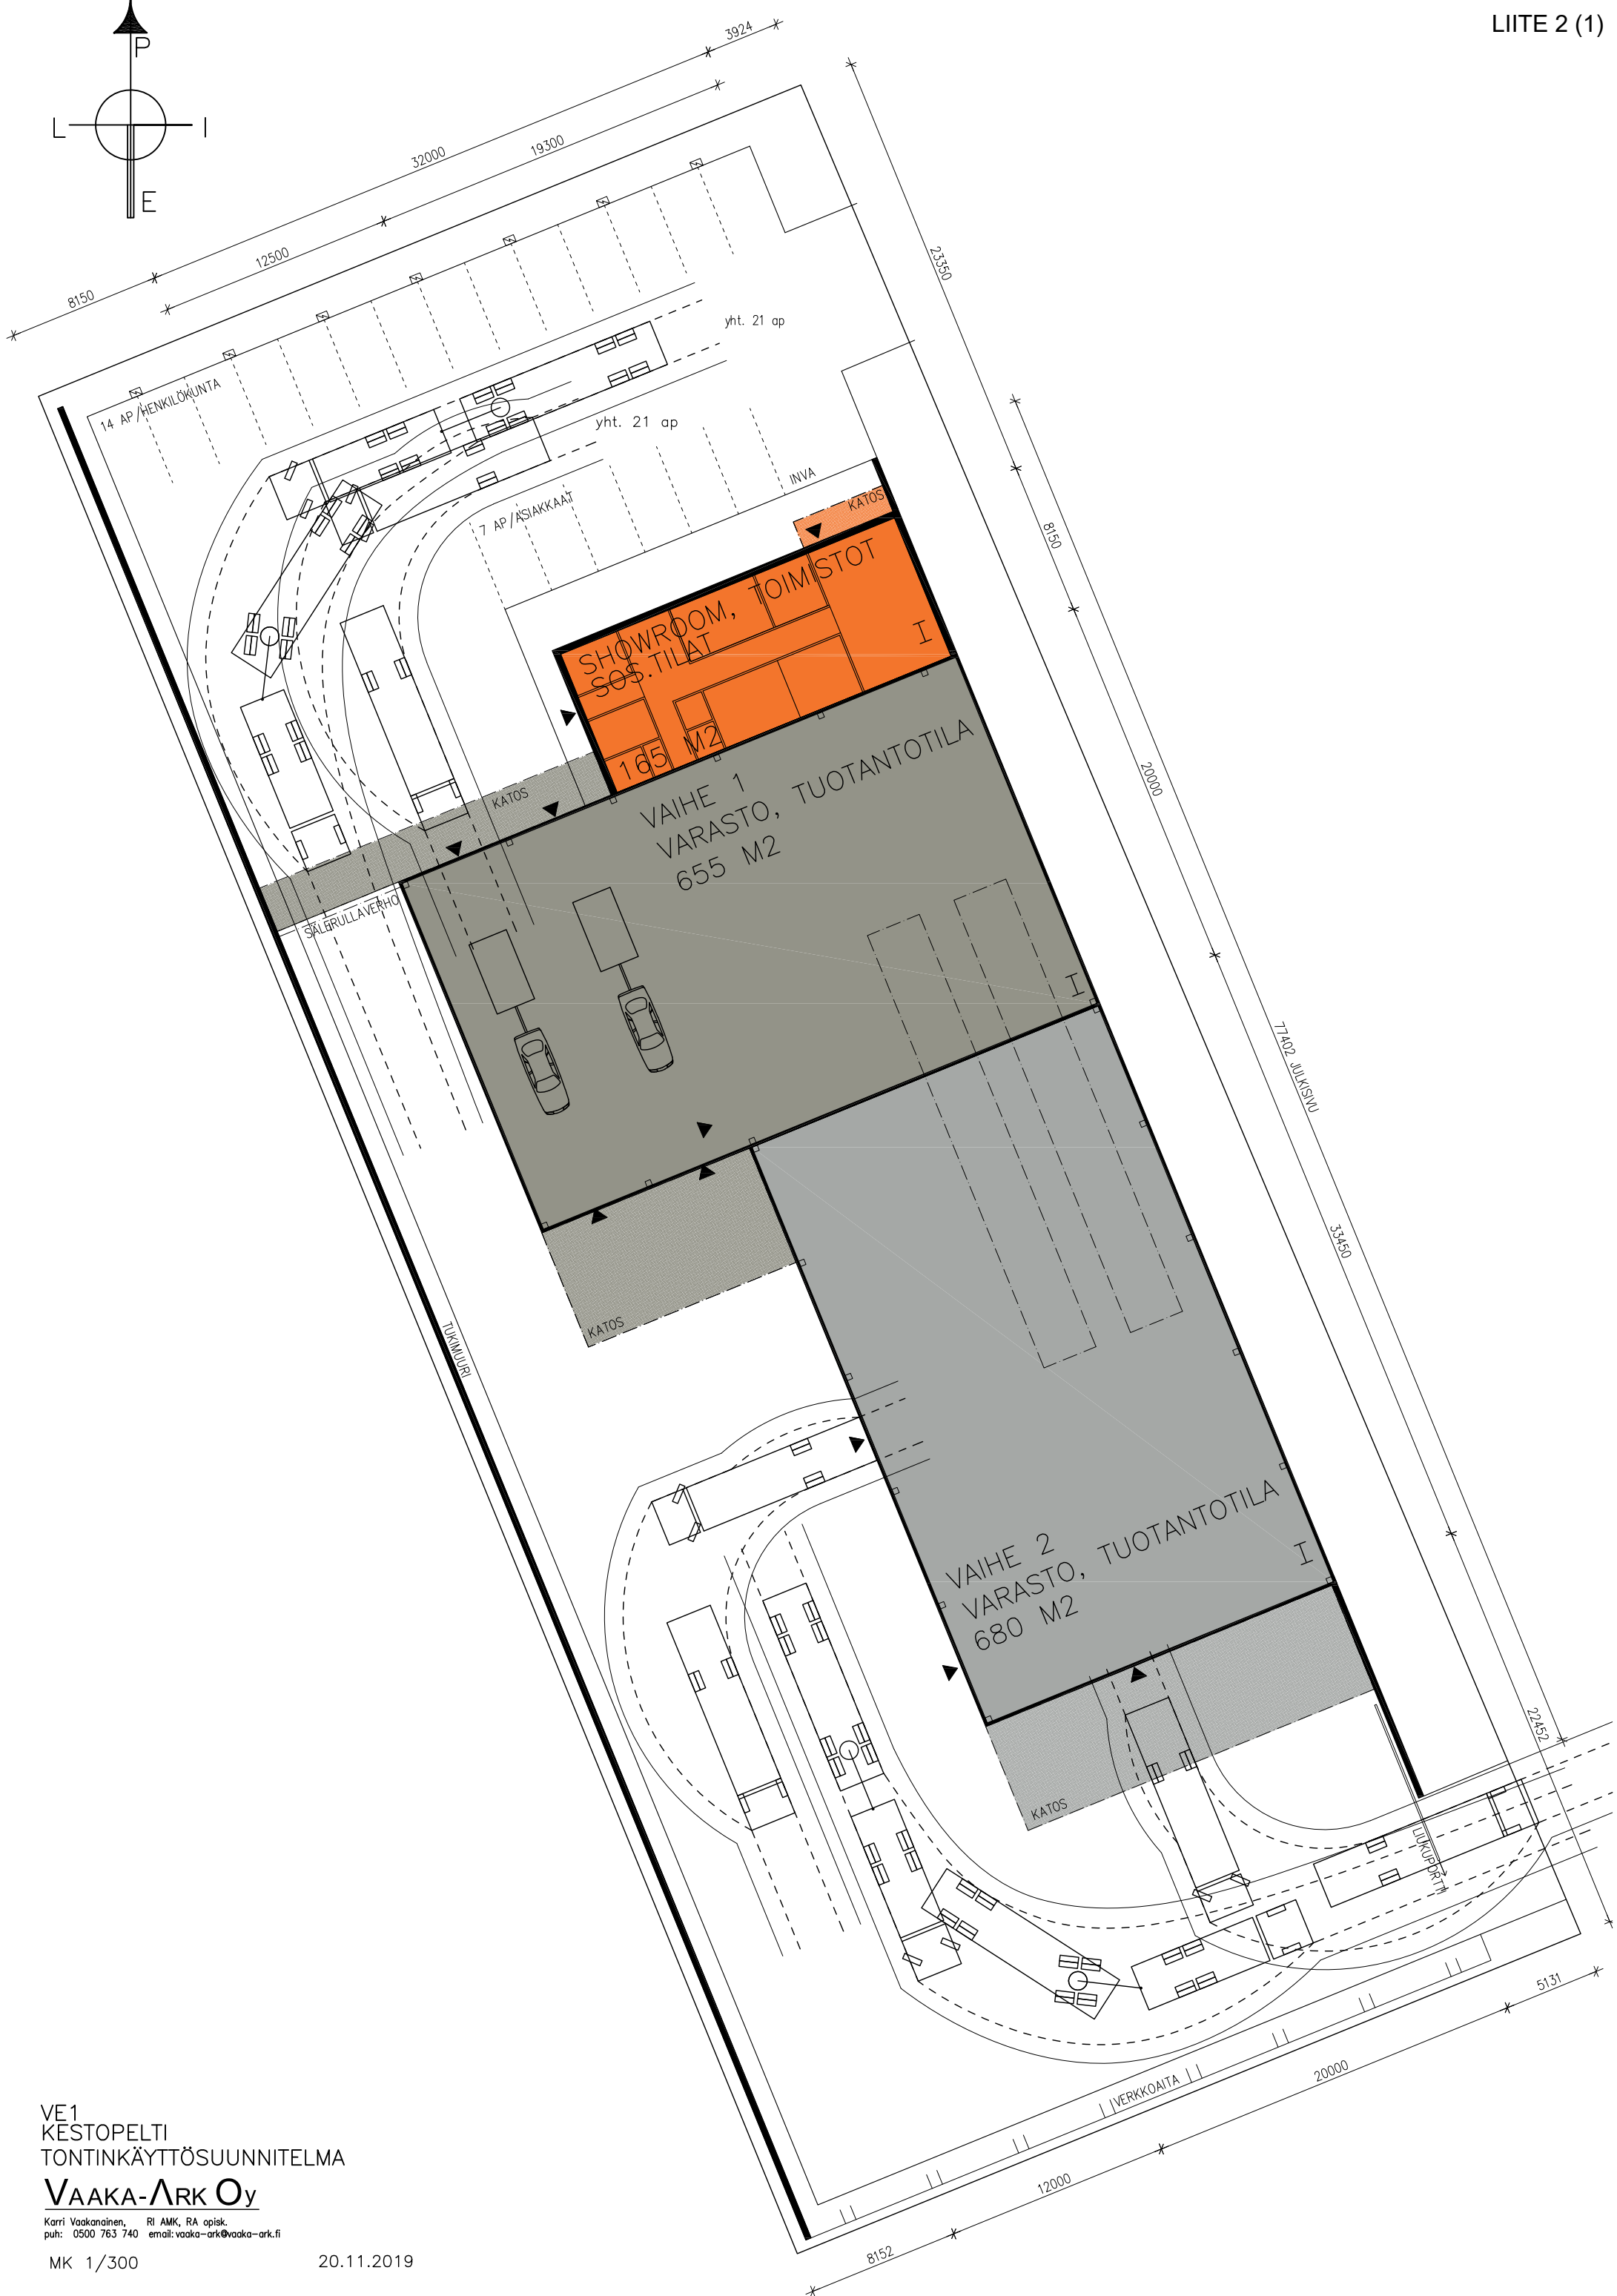 LIITE 2 (1)
P
L
I
E
3924
32000
19300
12500
8150
23350
14 AP/HENKILÖKUNTA
yht. 21 ap
yht. 21 ap
7 AP/ASIAKKAAT
INVA
KATOS
8150
SHOWROOM, TOIMISTOT
SOS.TILAT
I
165 M2
20000
KATOS
VAIHE 1
VARASTO, TUOTANTOTILA
655 M2
SÄLERULLAVERHO
I
77402 JULKISIVU
33450
KATOS
TUKIMUURI
VAIHE 2
VARASTO, TUOTANTOTILA
680 M2
I
22452
KATOS
LIUKUPORTTI
5131
20000
VERKKOAITA
12000
8152
VE1
KESTOPELTI
TONTINKÄYTTÖSUUNNITELMA
VAAKA-ΛRK Oy
Karri Vaakanainen, RI AMK, RA opisk.
puh: 0500 763 740 email:vaaka-ark@vaaka-ark.fi
MK 1/300 20.11.2019